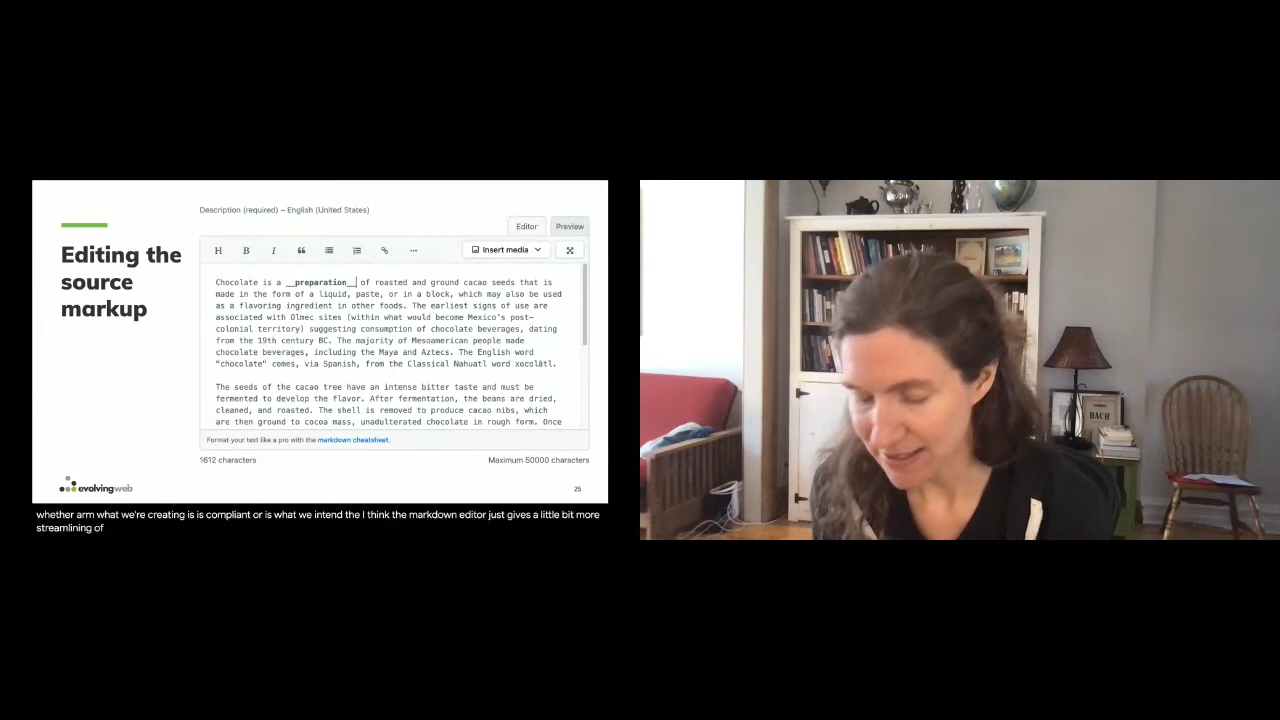 Description (required) – English (United States)
Editor
Preview
Editing the
source
markup
H B I “ Insert media
Chocolate is a __preparation__ of roasted and ground cacao seeds that is
made in the form of a liquid, paste, or in a block, which may also be used
as a flavoring ingredient in other foods. The earliest signs of use are
associated with Olmec sites (within what would become Mexico's post-
colonial territory) suggesting consumption of chocolate beverages, dating
from the 19th century BC. The majority of Mesoamerican people made
chocolate beverages, including the Maya and Aztecs. The English word
"chocolate" comes, via Spanish, from the Classical Nahuatl word xocolātl.
The seeds of the cacao tree have an intense bitter taste and must be
fermented to develop the flavor. After fermentation, the beans are dried,
cleaned, and roasted. The shell is removed to produce cacao nibs, which
are then ground to cocoa mass, unadulterated chocolate in rough form. Once
Format your text like a pro with the markdown cheatsheet.
1612 characters
Maximum 50000 characters
evolvingweb
25
whether arm what we're creating is is compliant or is what we intend the I think the markdown editor just gives a little bit more
streamlining of
BACH